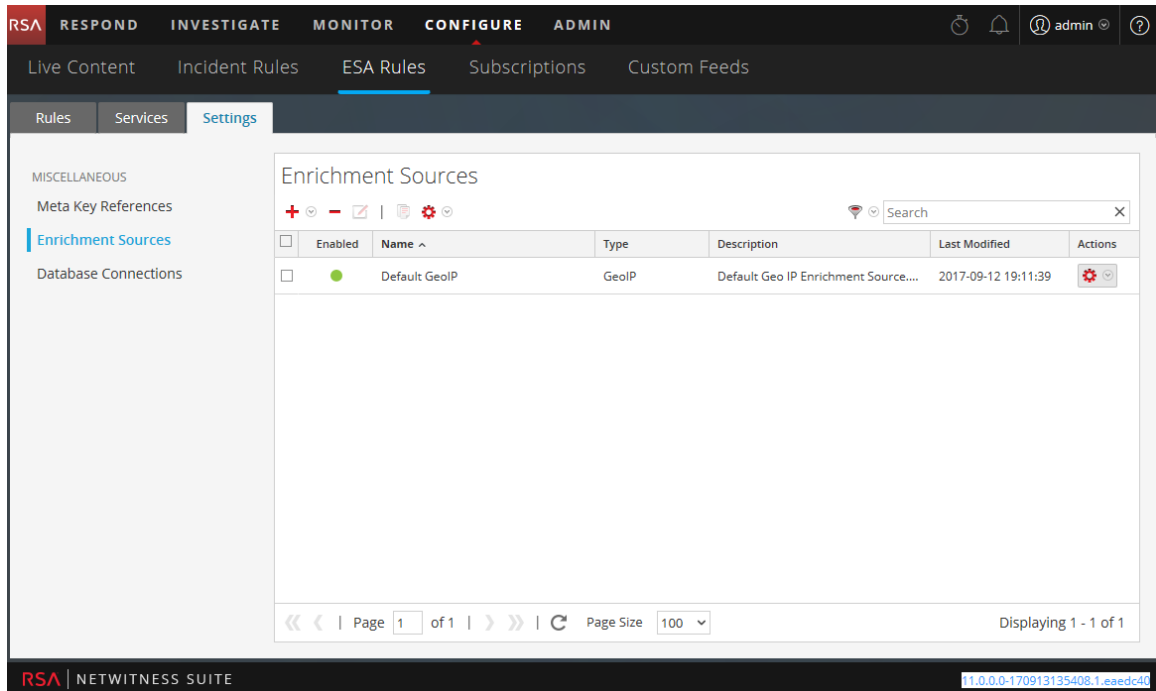 RSA RESPOND INVESTIGATE MONITOR CONFIGURE ADMIN admin ?
Live Content Incident Rules ESA Rules Subscriptions Custom Feeds
Rules Services Settings
MISCELLANEOUS
Meta Key References
Enrichment Sources
Database Connections
Enrichment Sources
Search
Enabled Name Type Description Last Modified Actions
Default GeoIP GeoIP Default Geo IP Enrichment Source.... 2017-09-12 19:11:39
Page 1 of 1 Page Size 100 Displaying 1 - 1 of 1
RSA NETWITNESS SUITE 11.0.0.0-170913135408.1.eaedc40